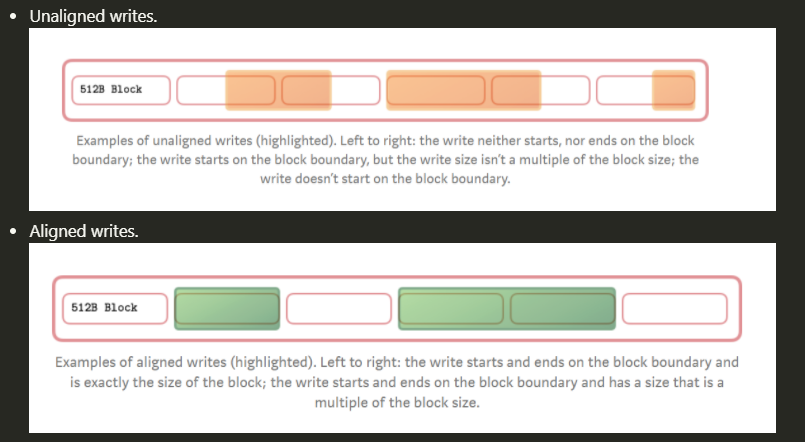 • Unaligned writes.
512B Block
Examples of unaligned writes (highlighted). Left to right: the write neither starts, nor ends on the block
boundary; the write starts on the block boundary, but the write size isn't a multiple of the block size; the
write doesn't start on the block boundary.
• Aligned writes.
512B Block
Examples of aligned writes (highlighted). Left to right: the write starts and ends on the block boundary and
is exactly the size of the block; the write starts and ends on the block boundary and has a size that is a
multiple of the block size.